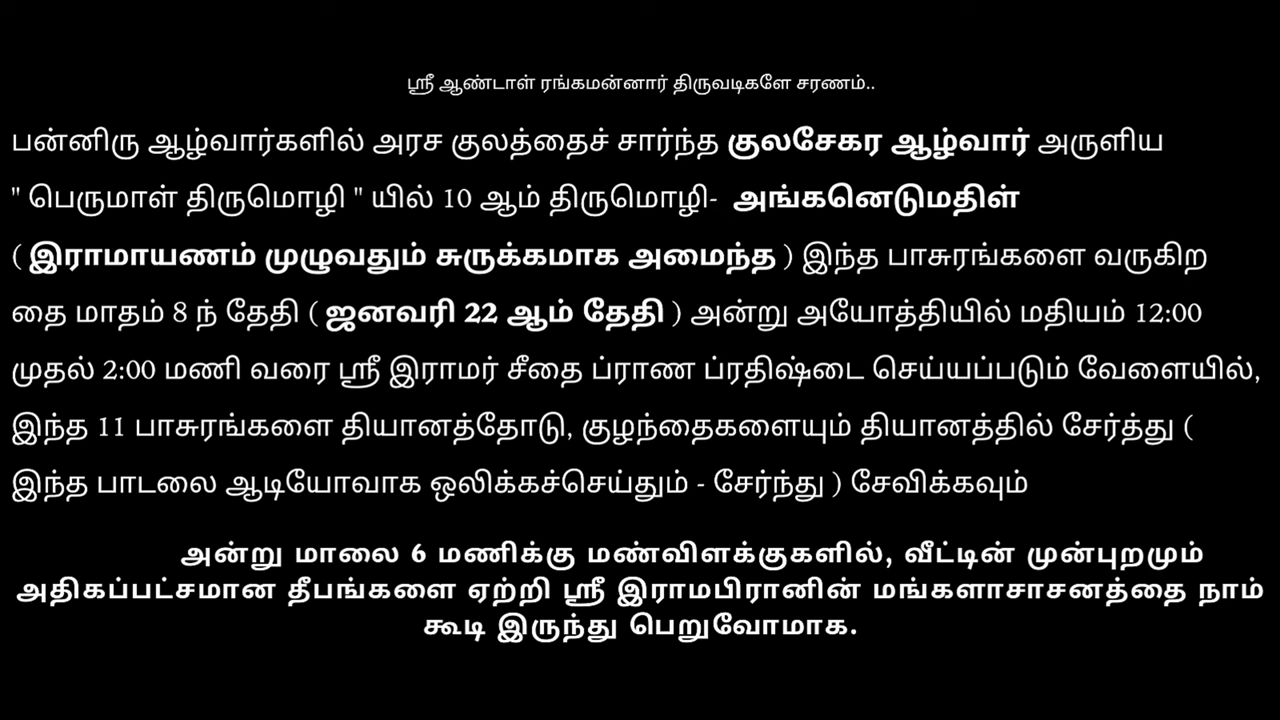 ஸ்ரீ ஆண்டாள் ரங்கமன்னார் திருவடிகளே சரணம்..
பன்னிரு ஆழ்வார்களில் அரச குலத்தைச் சார்ந்த குலசேகர ஆழ்வார் அருளிய
" பெருமாள் திருமொழி " யில் 10 ஆம் திருமொழி- அங்கனெடுமதிள்
( இராமாயணம் முழுவதும் சுருக்கமாக அமைந்த ) இந்த பாசுரங்களை வருகிற
தை மாதம் 8 ந் தேதி ( ஜனவரி 22 ஆம் தேதி ) அன்று அயோத்தியில் மதியம் 12:00
முதல் 2:00 மணி வரை ஸ்ரீ இராமர் சீதை ப்ராண ப்ரதிஷ்டை செய்யப்படும் வேளையில்,
இந்த 11 பாசுரங்களை தியானத்தோடு, குழந்தைகளையும் தியானத்தில் சேர்த்து (
இந்த பாடலை ஆடியோவாக ஒலிக்கச்செய்தும் - சேர்ந்து ) சேவிக்கவும்
அன்று மாலை 6 மணிக்கு மண்விளக்குகளில், வீட்டின் முன்புறமும்
அதிகப்பட்சமான தீபங்களை ஏற்றி ஸ்ரீ இராமபிரானின் மங்களாசாசனத்தை நாம்
கூடி இருந்து பெறுவோமாக.